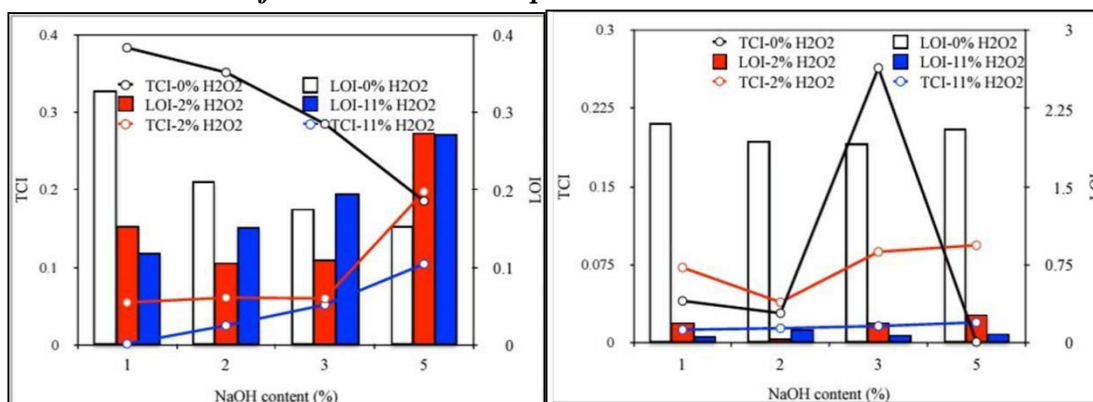 0.4
0.3
0.2
0.1
0
TCI
0.4
0.3
0.2
0.1
0
LOI
TCI-0% H2O2
LOI-0% H2O2
LOI-2% H2O2
LOI-11% H2O2
TCI-2% H2O2
TCI-11% H2O2
1 2 3 5
NaOH content (%)
0.3
0.225
0.15
0.075
0
TCI
3
2.25
1.5
0.75
0
LOI
TCI-0% H2O2
LOI-0% H2O2
LOI-2% H2O2
LOI-11% H2O2
TCI-2% H2O2
TCI-11% H2O2
1 2 3 5
NaOH content (%)